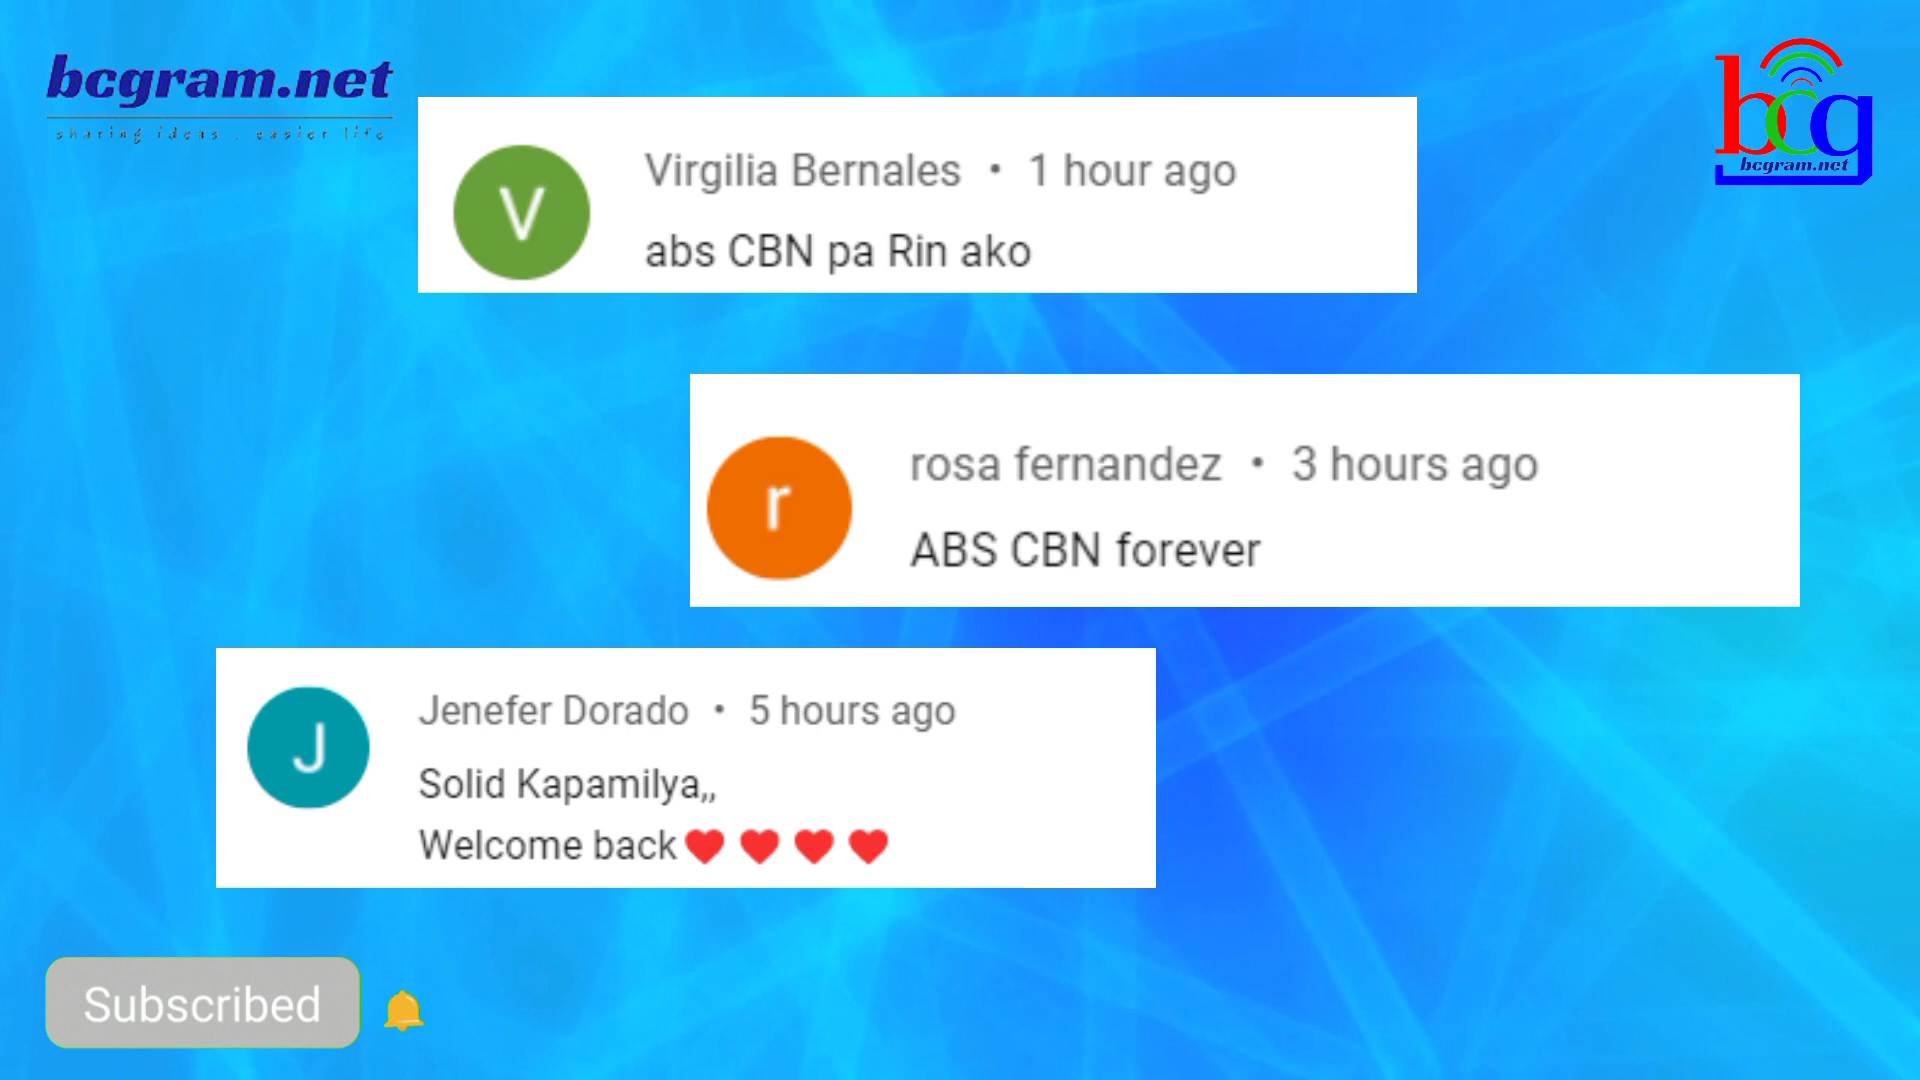 bcgram.net
sharing ideas . easier life
bcg
bcgram.net
V
Virgilia Bernales • 1 hour ago
abs CBN pa Rin ako
r
rosa fernandez • 3 hours ago
ABS CBN forever
J
Jenefer Dorado • 5 hours ago
Solid Kapamilya,,
Welcome back❤️❤️❤️❤️
Subscribed